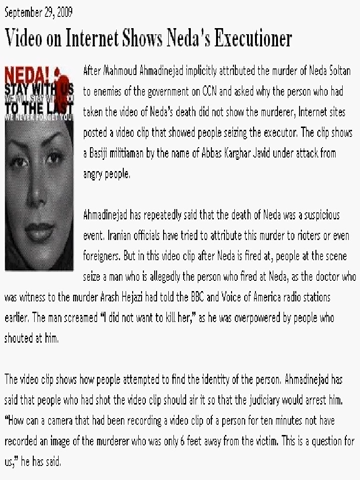 September 29, 2009
Video on Internet Shows Neda's Executioner
NEDA!
STAY WITH US
WE WILL STAY WITH YOU
TO THE LAST
WE NEVER FORGET YOU
After Mahmoud Ahmadinejad implicitly attributed the murder of Neda Soltan
to enemies of the government on CCN and asked why the person who had
taken the video of Neda's death did not show the murderer, Internet sites
posted a video clip that showed people seizing the executor. The clip shows
a Basiji militiaman by the name of Abbas Karghar Javid under attack from
angry people.
Ahmadinejad has repeatedly said that the death of Neda was a suspicious
event. Iranian officials have tried to attribute this murder to rioters or even
foreigners. But in this video clip after Neda is fired at, people at the scene
seize a man who is allegedly the person who fired at Neda, as the doctor who
was witness to the murder Arash Hejazi had told the BBC and Voice of America radio stations
earlier. The man screamed “I did not want to kill her,” as he was overpowered by people who
shouted at him.
The video clip shows how people attempted to find the identity of the person. Ahmadinejad has
said that people who had shot the video clip should air it so that the judiciary would arrest him.
“How can a camera that had been recording a video clip of a person for ten minutes not have
recorded an image of the murderer who was only 6 feet away from the victim. This is a question for
us,” he has said.